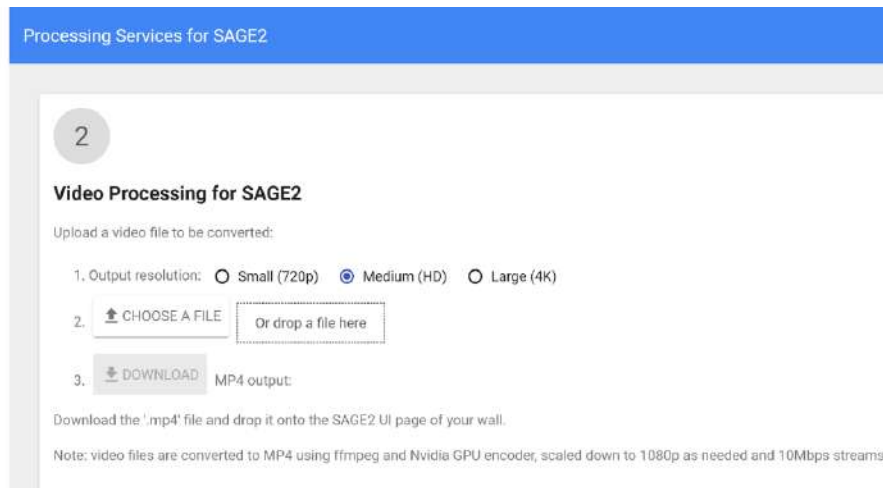 Processing Services for SAGE2
2
Video Processing for SAGE2
Upload a video file to be converted:
1. Output resolution: Small (720p) Medium (HD) Large (4K)
2. CHOOSE A FILE Or drop a file here
3. DOWNLOAD MP4 output:
Download the '.mp4' file and drop it onto the SAGE2 UI page of your wall.
Note: video files are converted to MP4 using ffmpeg and Nvidia GPU encoder, scaled down to 1080p as needed and 10Mbps streams